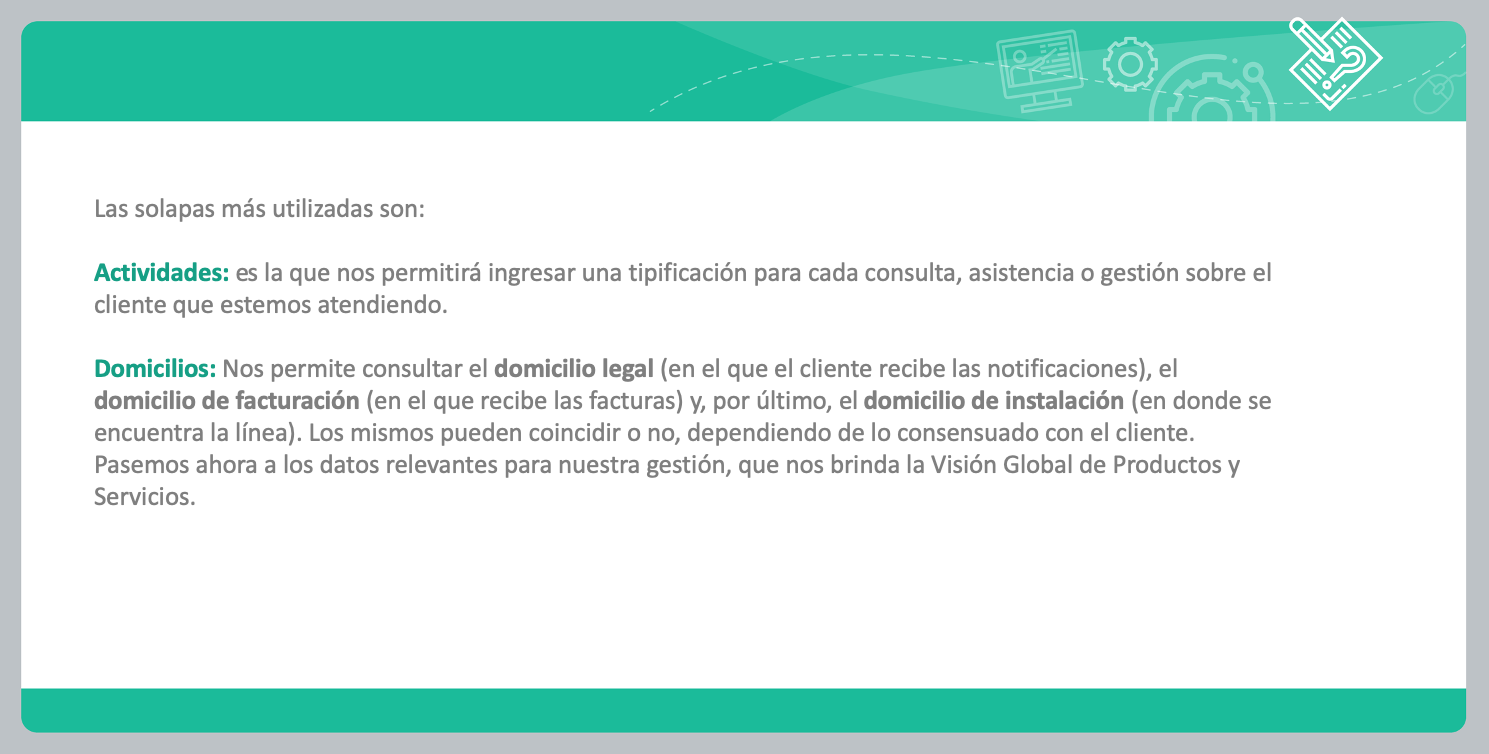 Las solapas más utilizadas son:
Actividades: es la que nos permitirá ingresar una tipificación para cada consulta, asistencia o gestión sobre el
cliente que estemos atendiendo.
Domicilios: Nos permite consultar el domicilio legal (en el que el cliente recibe las notificaciones), el
domicilio de facturación (en el que recibe las facturas) y, por último, el domicilio de instalación (en donde se
encuentra la línea). Los mismos pueden coincidir o no, dependiendo de lo consensuado con el cliente.
Pasemos ahora a los datos relevantes para nuestra gestión, que nos brinda la Visión Global de Productos y
Servicios.